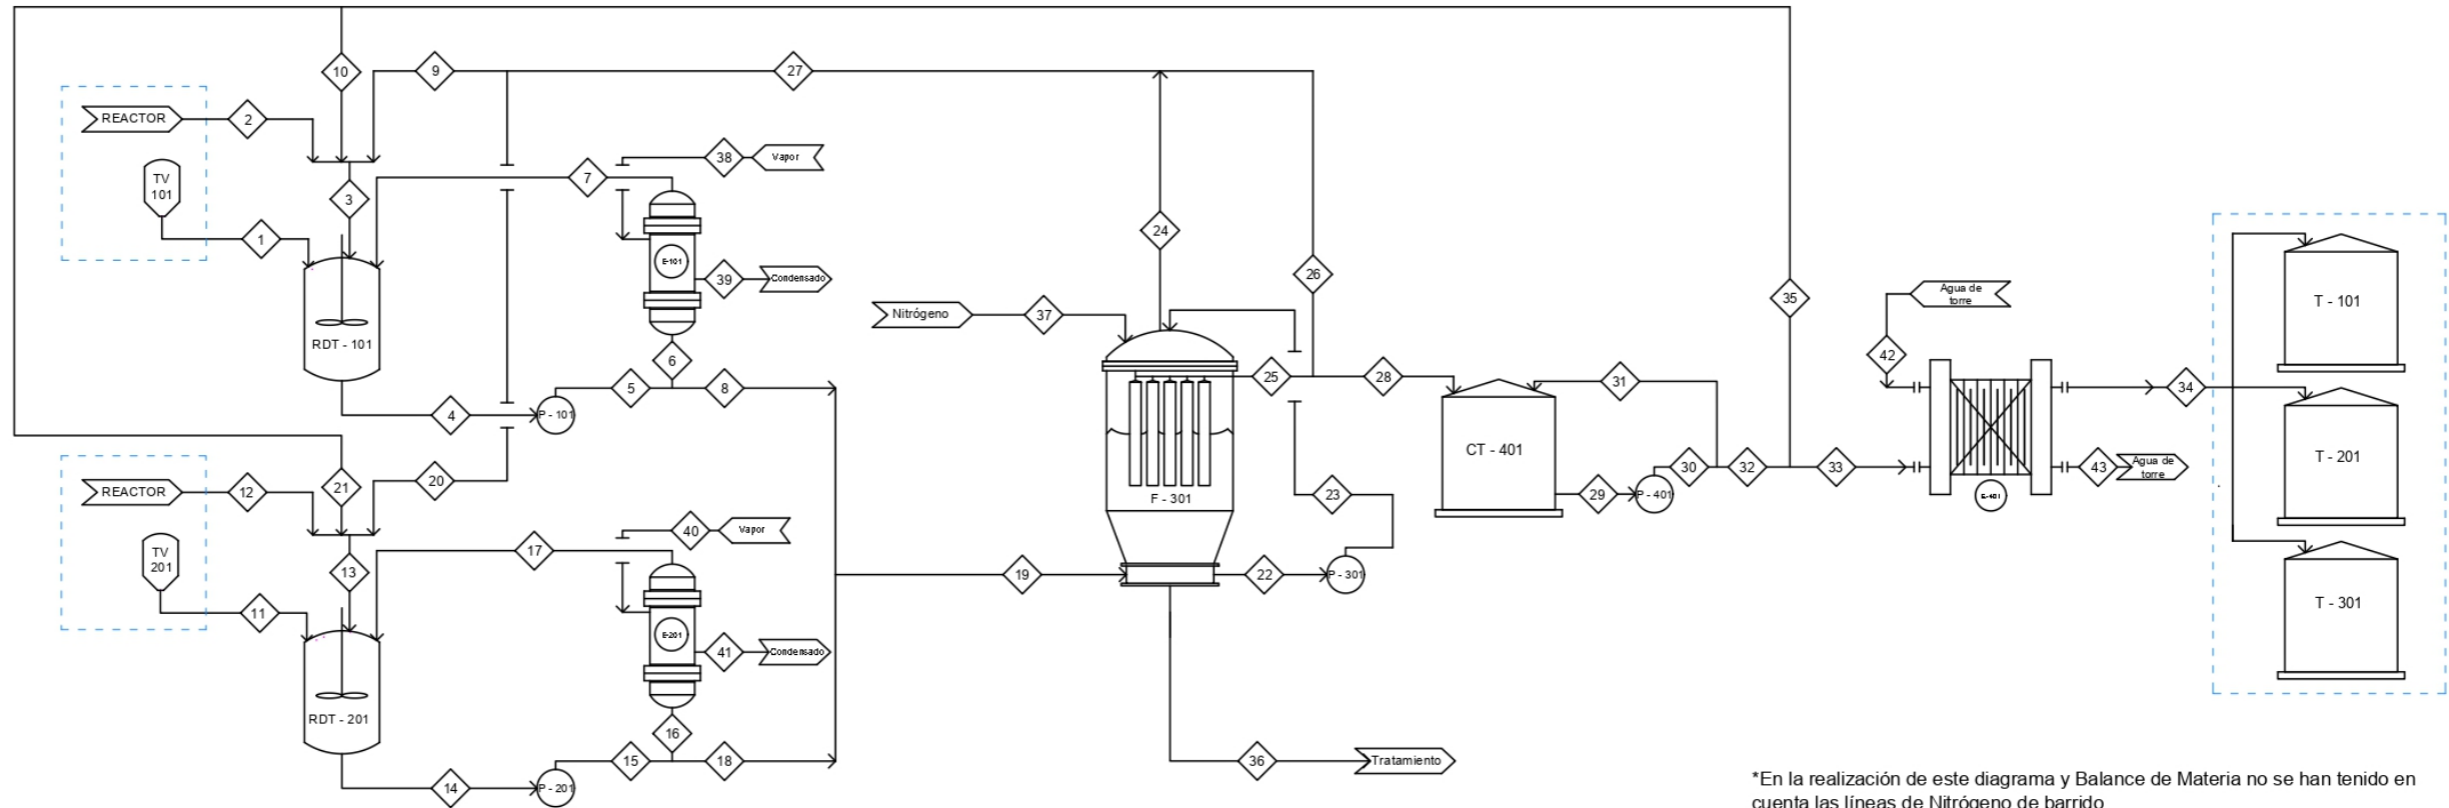 10
9
27
REACTOR
2
38
Vapor
TV
101
7
3
1
E-101
39
Condensado
24
26
35
Nitrógeno
37
RDT - 101
6
5
8
4
P - 101
25
28
31
Agua de
torre
42
34
T - 101
CT - 401
30
32
33
43
Agua de
torre
T - 201
29
P - 401
E-401
REACTOR
12
21
20
F - 301
23
40
Vapor
TV
201
17
13
11
19
22
P - 301
T - 301
E-201
41
Condensado
RDT - 201
16
15
18
14
P - 201
36
Tratamiento
*En la realización de este diagrama y Balance de Materia no se han tenido en
cuenta las líneas de Nitrógeno de barrido